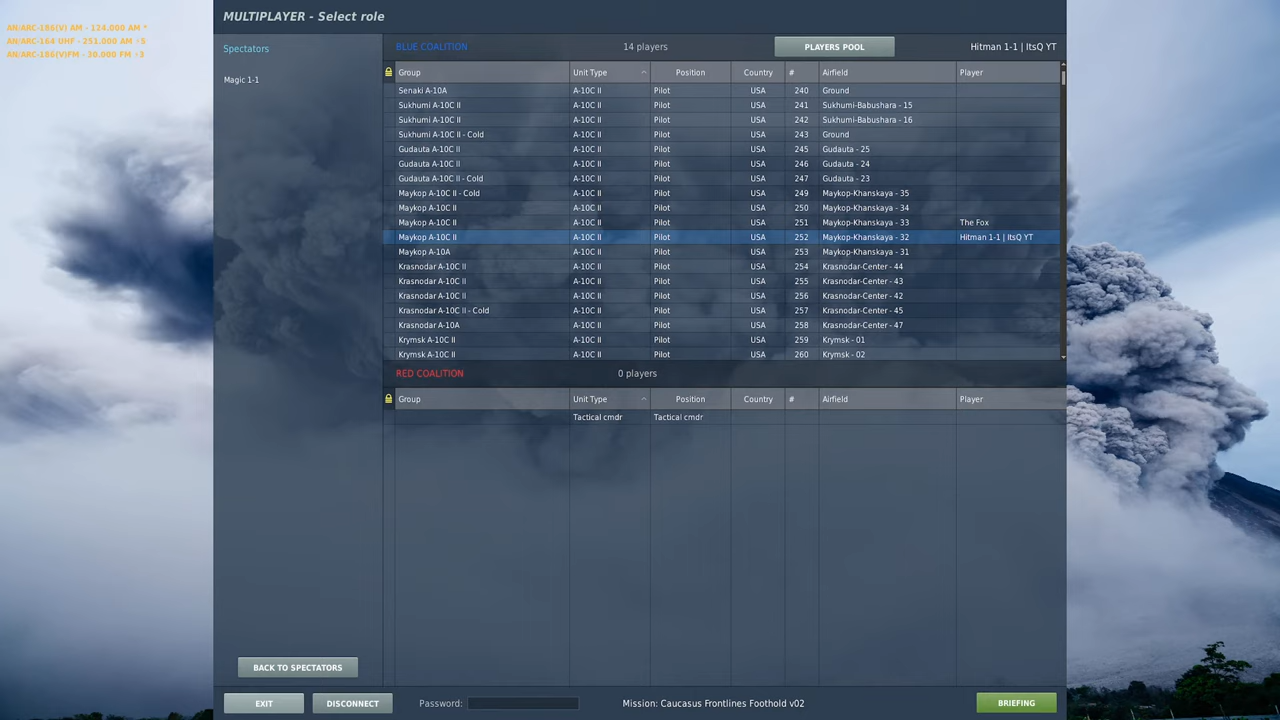 MULTIPLAYER - Select role
AN/ARC-186(V) AM - 124.000 AM *
AN/ARC-164 UHF - 251.000 AM
AN/ARC-186(V)FM - 30.000 FM
Spectators
Magic 1-1
BLUE COALITION 14 players PLAYERS POOL Hitman 1-1 | ItsQ YT
Group Unit Type Position Country # Airfield Player
Senaki A-10A A-10C II Pilot USA 240 Ground
Sukhumi A-10C II A-10C II Pilot USA 241 Sukhumi-Babushara - 15
Sukhumi A-10C II A-10C II Pilot USA 242 Sukhumi-Babushara - 16
Sukhumi A-10C II - Cold A-10C II Pilot USA 243 Ground
Gudauta A-10C II A-10C II Pilot USA 245 Gudauta - 25
Gudauta A-10C II A-10C II Pilot USA 246 Gudauta - 24
Gudauta A-10C II - Cold A-10C II Pilot USA 247 Gudauta - 23
Maykop A-10C II - Cold A-10C II Pilot USA 249 Maykop-Khanskaya - 35
Maykop A-10C II A-10C II Pilot USA 250 Maykop-Khanskaya - 34
Maykop A-10C II A-10C II Pilot USA 251 Maykop-Khanskaya - 33 The Fox
Maykop A-10C II A-10C II Pilot USA 252 Maykop-Khanskaya - 32 Hitman 1-1 | ItsQ YT
Maykop A-10A A-10C II Pilot USA 253 Maykop-Khanskaya - 31
Krasnodar A-10C II A-10C II Pilot USA 254 Krasnodar-Center - 44
Krasnodar A-10C II A-10C II Pilot USA 255 Krasnodar-Center - 43
Krasnodar A-10C II A-10C II Pilot USA 256 Krasnodar-Center - 42
Krasnodar A-10C II - Cold A-10C II Pilot USA 257 Krasnodar-Center - 45
Krasnodar A-10A A-10C II Pilot USA 258 Krasnodar-Center - 47
Krymsk A-10C II A-10C II Pilot USA 259 Krymsk - 01
Krymsk A-10C II A-10C II Pilot USA 260 Krymsk - 02
RED COALITION 0 players
Group Unit Type Position Country # Airfield Player
Tactical cmdr Tactical cmdr
BACK TO SPECTATORS
EXIT DISCONNECT Password: Mission: Caucasus Frontlines Foothold v02 BRIEFING